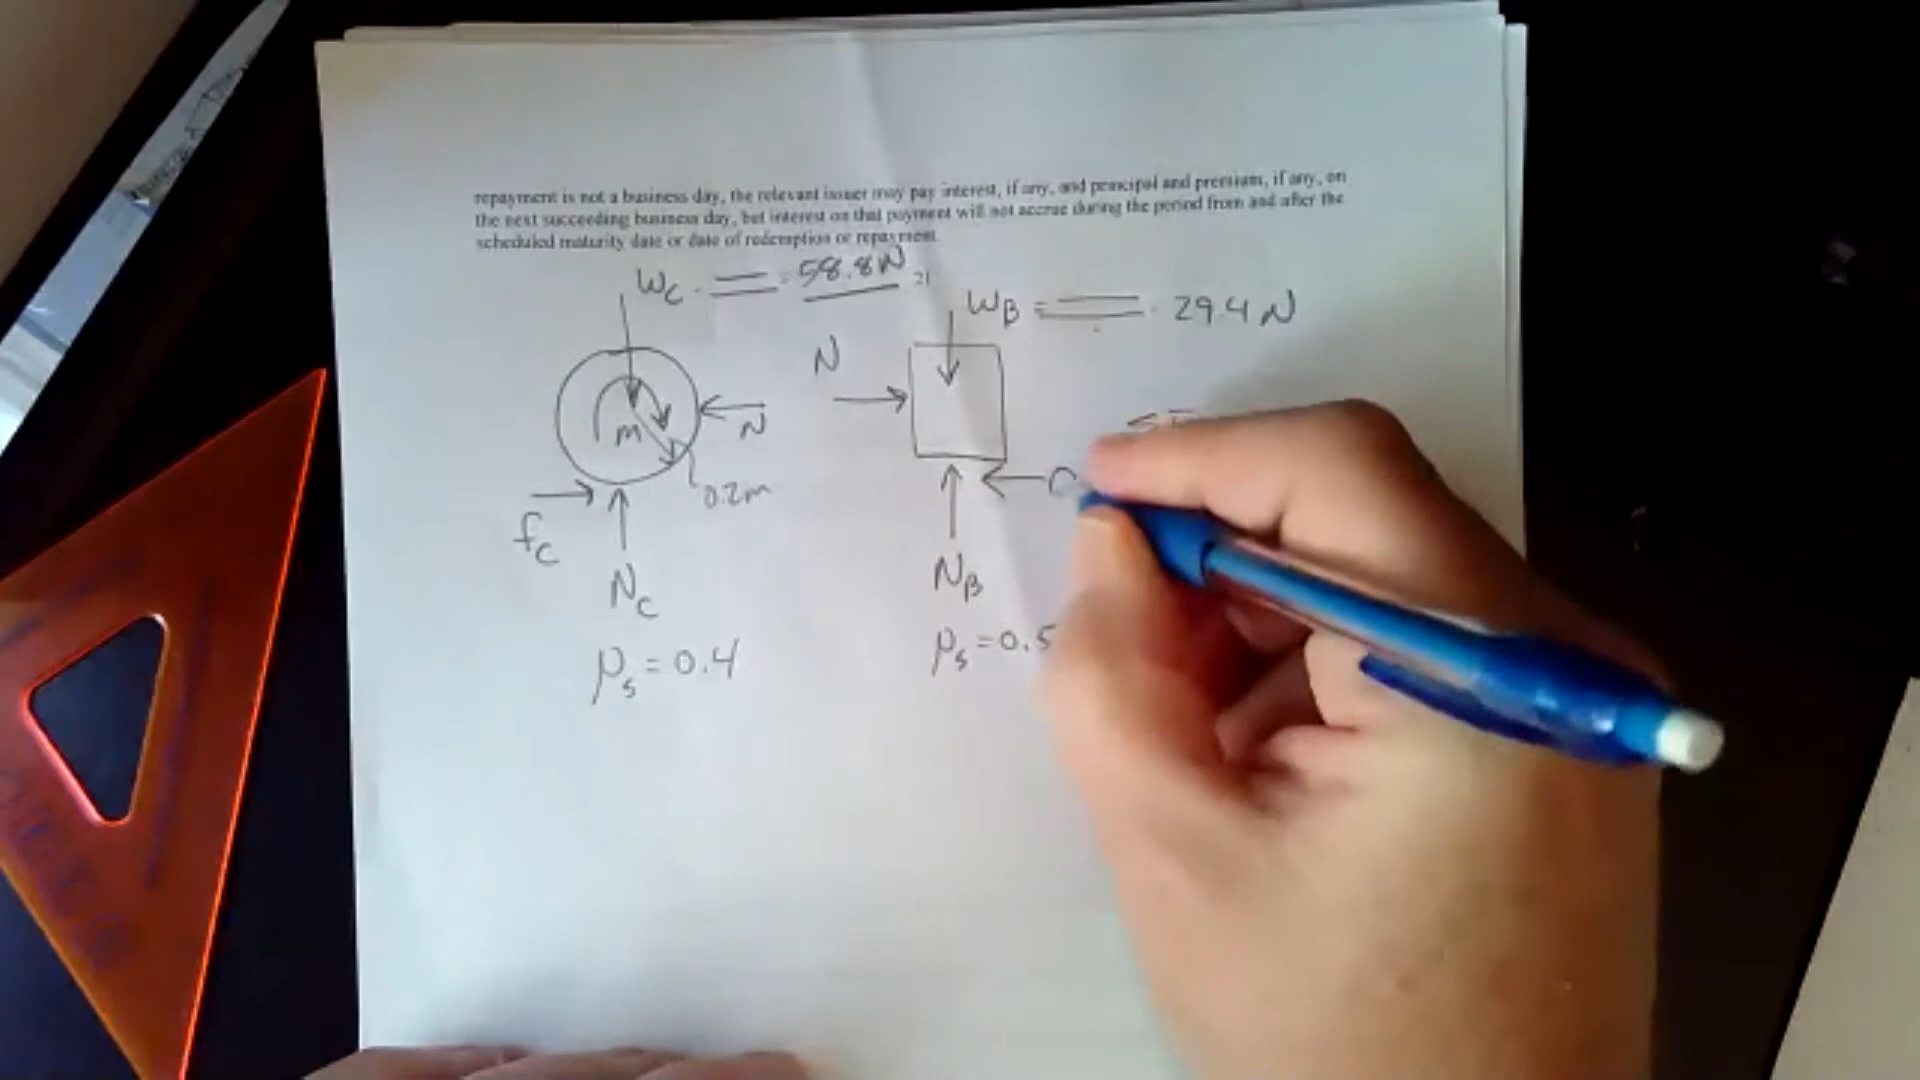 repayment is not a business day, the relevant issuer may pay interest, if any, and principal and premium, if any, on
the next succeeding business day, but interest on that payment will not accrue during the period from and after the
scheduled maturity date or date of redemption or repayment.
21
W_C = 58.8N
W_B = 29.4 N
N
M
N
0.2m
f_C
N_C
N_B
μ_s = 0.4
μ_s = 0.5